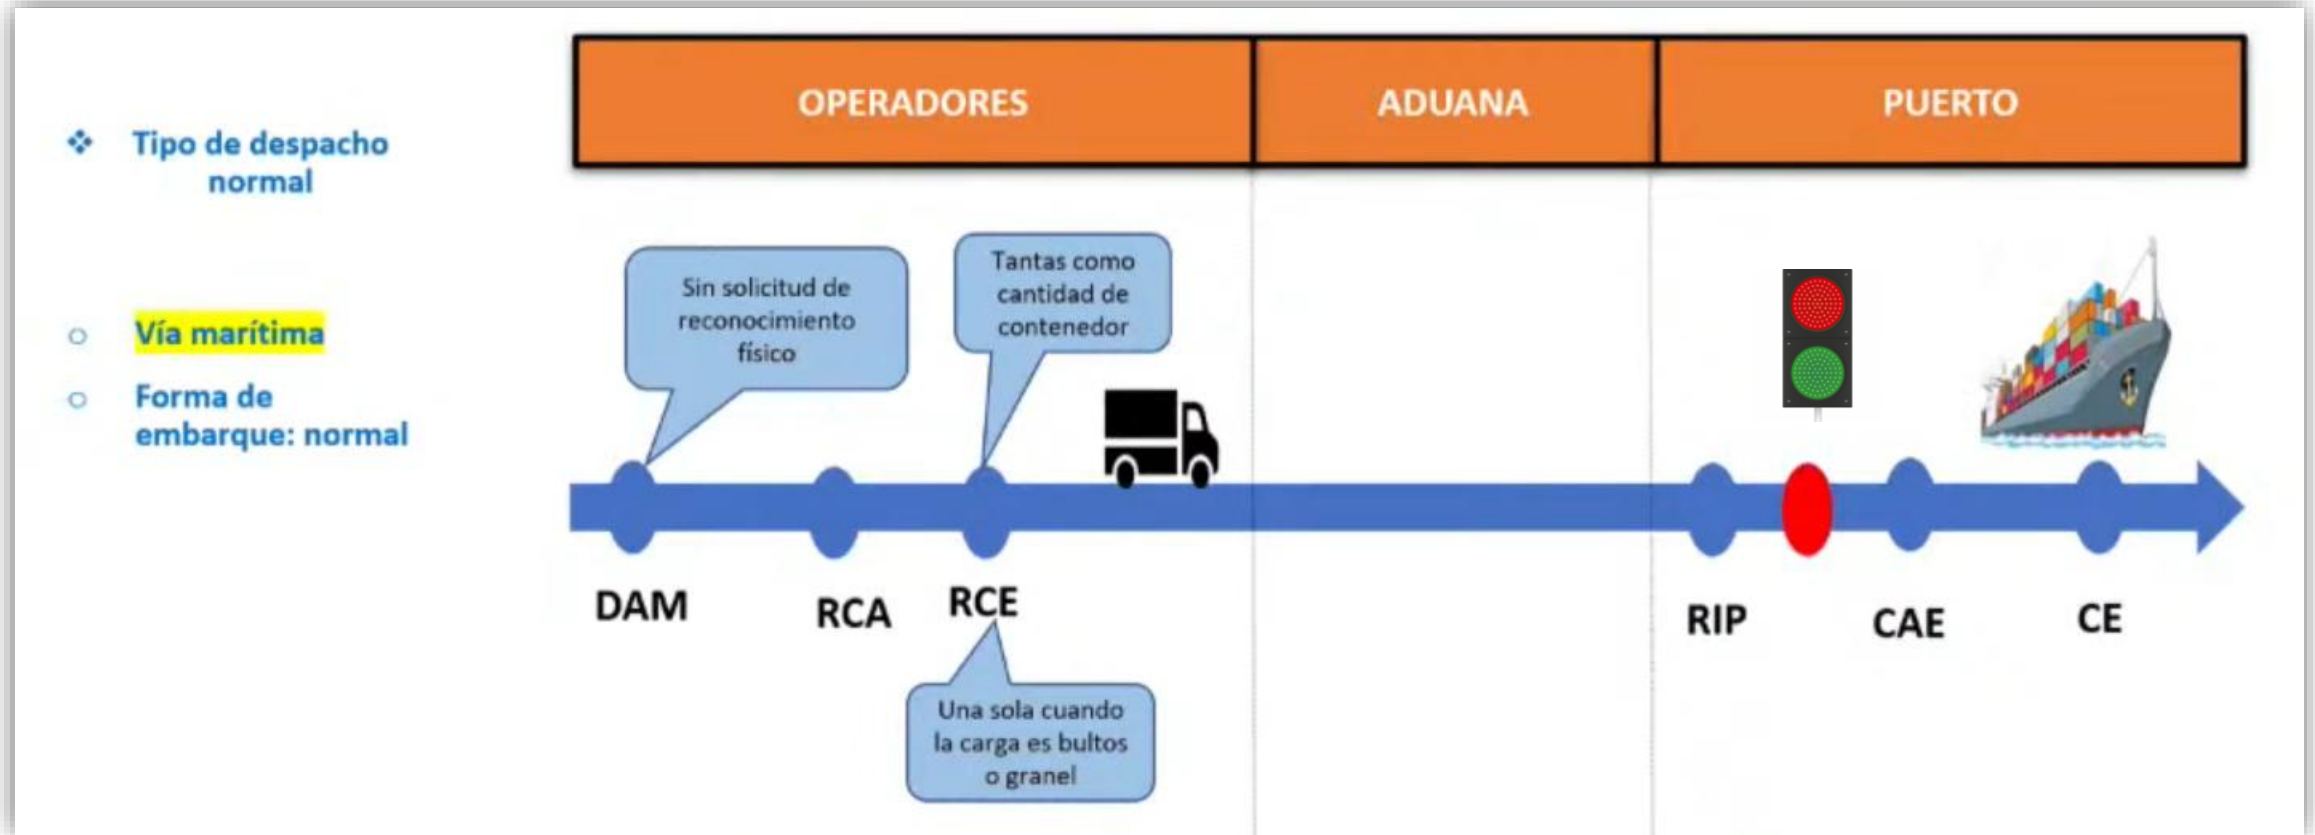 OPERADORES
ADUANA
PUERTO
❖ Tipo de despacho
normal
○ Vía marítima
○ Forma de
embarque: normal
Sin solicitud de
reconocimiento
físico
Tantas como
cantidad de
contenedor
DAM
RCA
RCE
RIP
CAE
CE
Una sola cuando
la carga es bultos
o granel